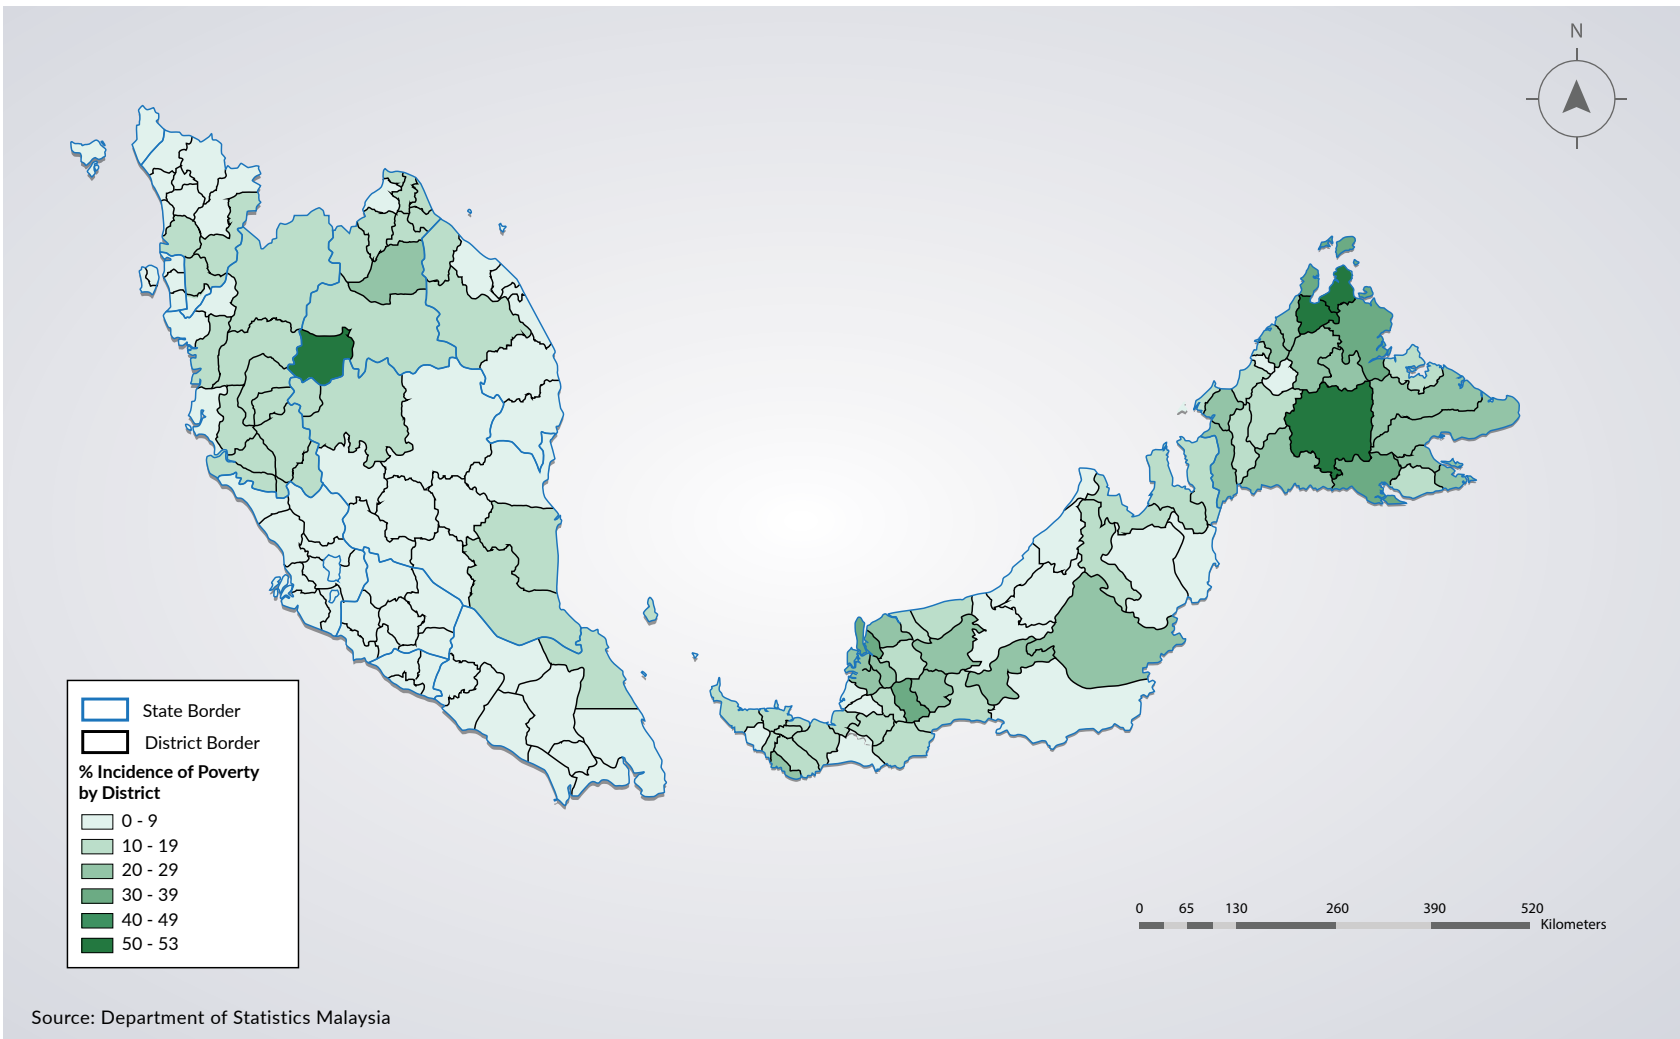 N
State Border
District Border
% Incidence of Poverty
by District
0 - 9
10 - 19
20 - 29
30 - 39
40 - 49
50 - 53
0 65 130 260 390 520
Kilometers
Source: Department of Statistics Malaysia